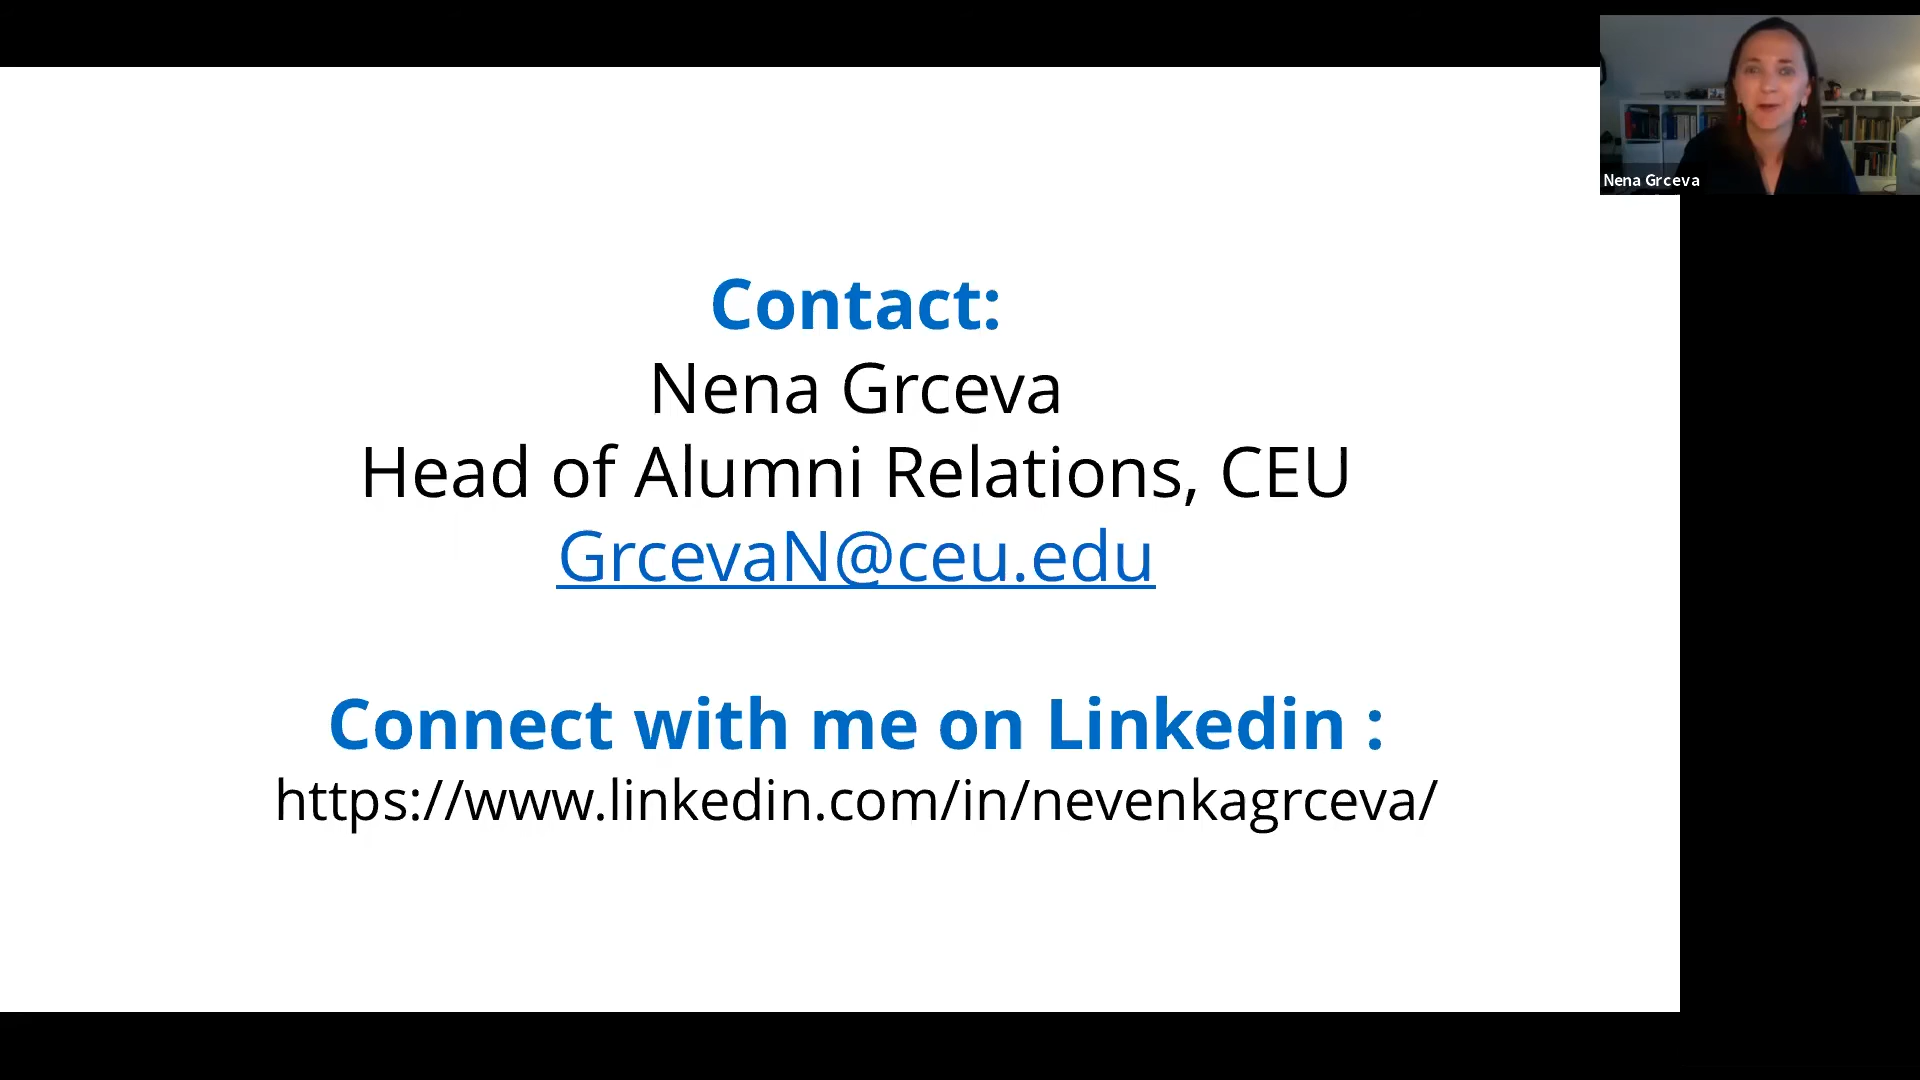 Nena Grceva
Contact:
Nena Grceva
Head of Alumni Relations, CEU
GrcevaN@ceu.edu
Connect with me on Linkedin :
https://www.linkedin.com/in/nevenkagrceva/